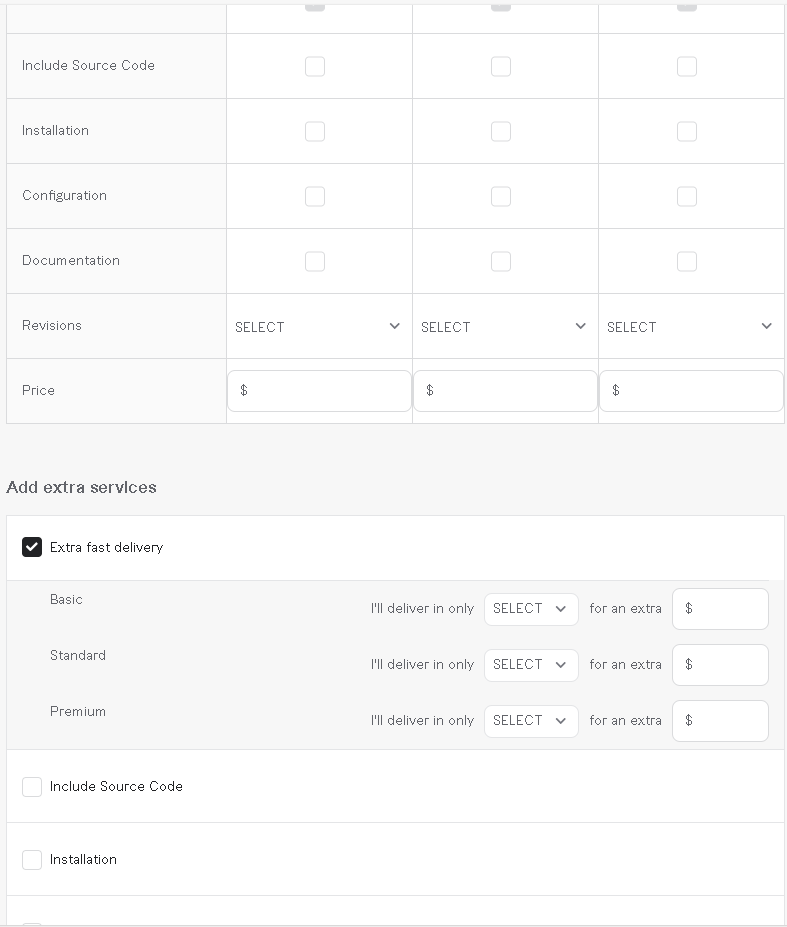 Include Source Code
Installation
Configuration
Documentation
Revisions SELECT SELECT SELECT
Price $ $ $
Add extra services
Extra fast delivery
Basic I'll deliver in only SELECT for an extra $
Standard I'll deliver in only SELECT for an extra $
Premium I'll deliver in only SELECT for an extra $
Include Source Code
Installation